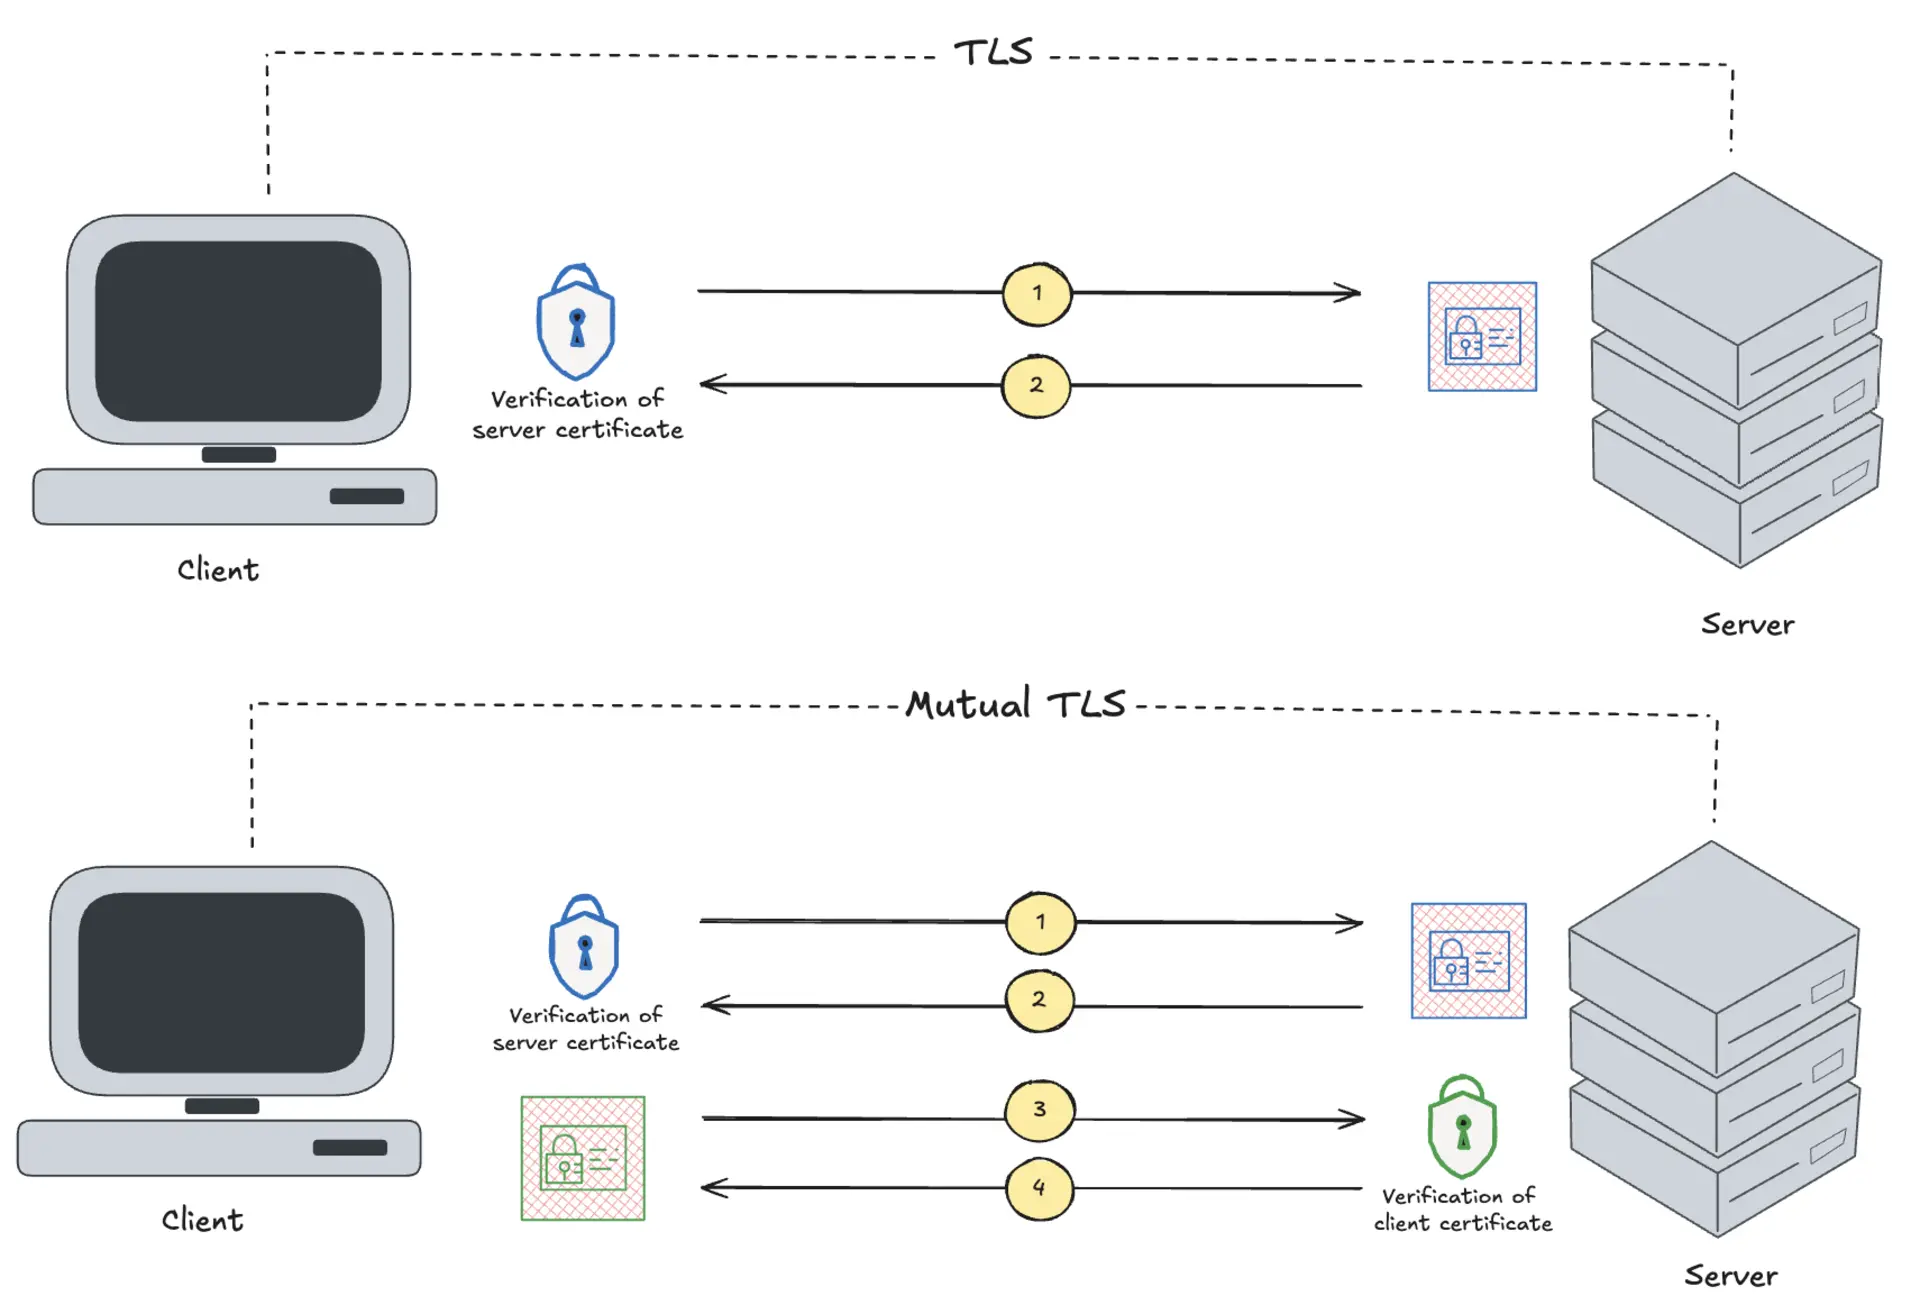 TLS
1
2
Verification of
server certificate
Client
Server
Mutual TLS
1
2
Verification of
server certificate
3
4
Verification of
client certificate
Client
Server